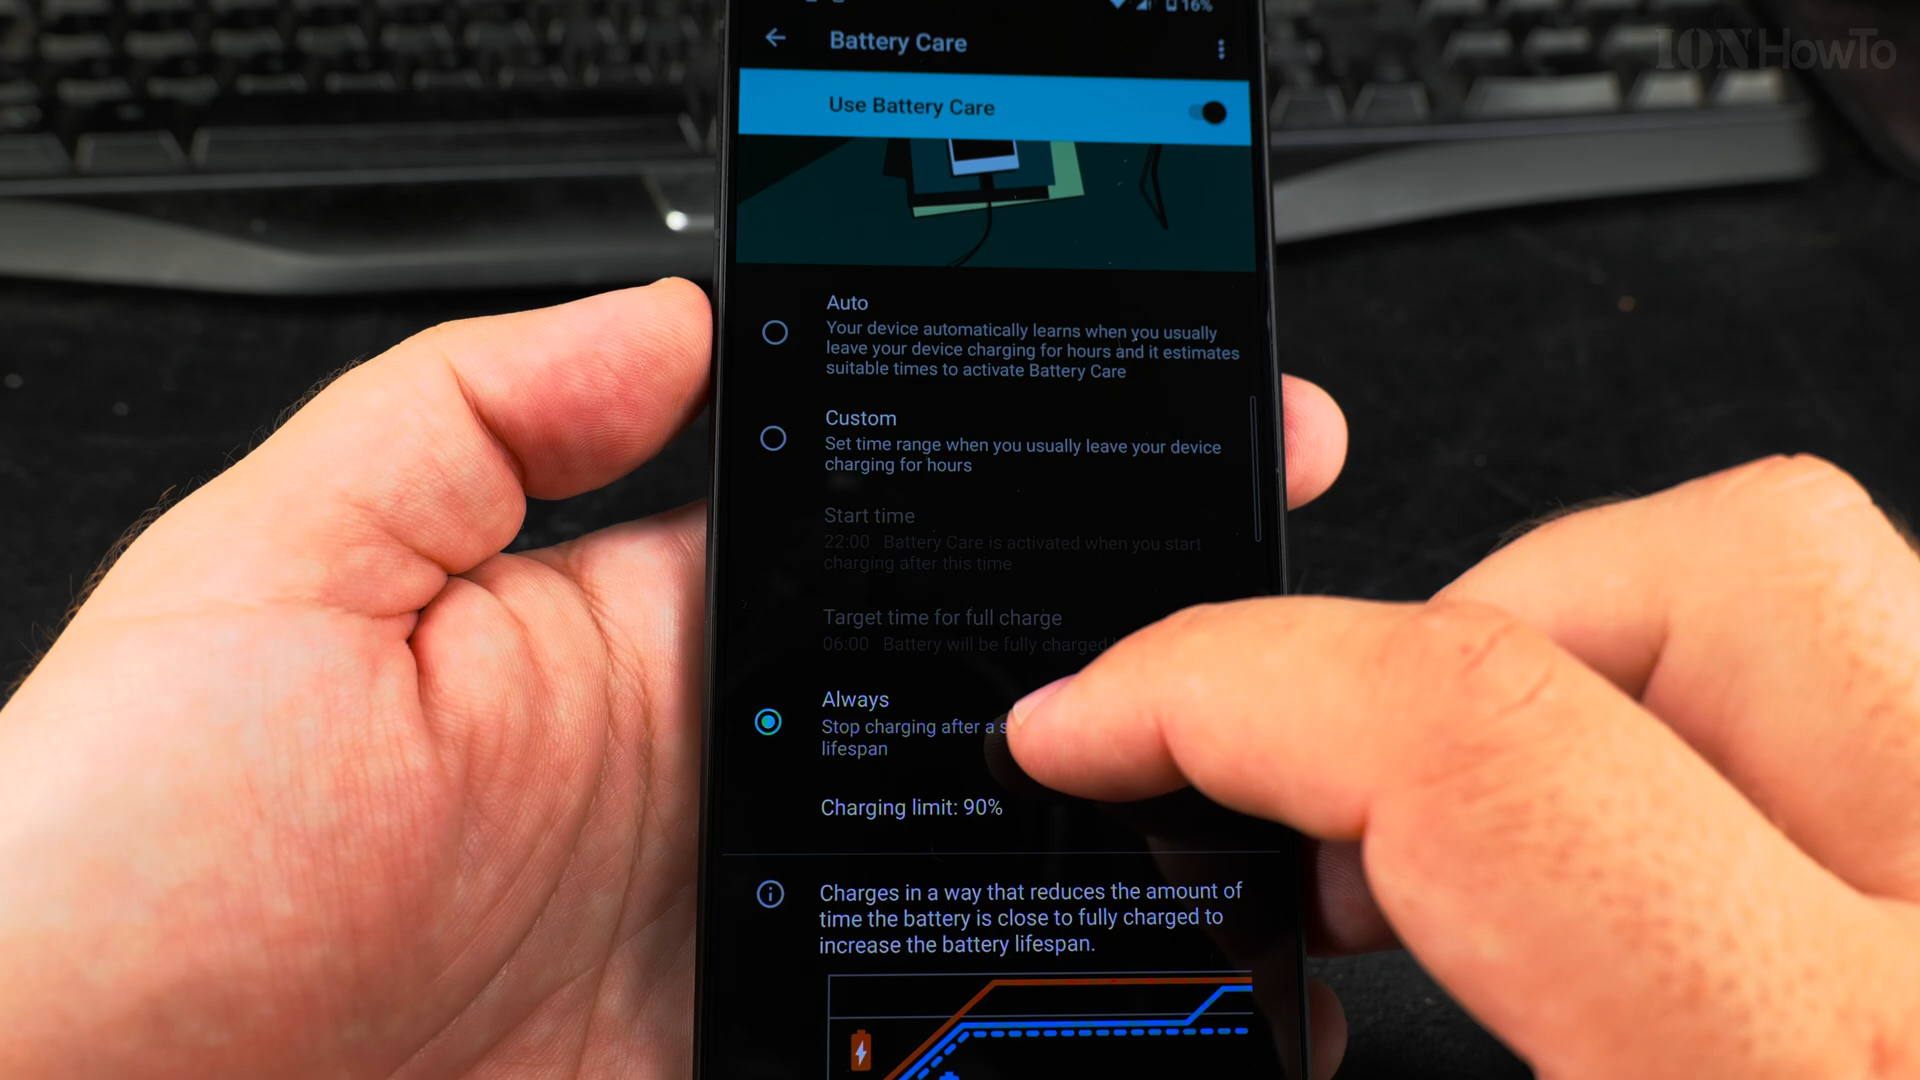 16%
Battery Care
IONHowTo
Use Battery Care
Auto
Your device automatically learns when you usually
leave your device charging for hours and it estimates
suitable times to activate Battery Care
Custom
Set time range when you usually leave your device
charging for hours
Start time
22:00 Battery Care is activated when you start
charging after this time
Target time for full charge
06:00 Battery will be fully charged
Always
Stop charging after a
lifespan
Charging limit: 90%
Charges in a way that reduces the amount of
time the battery is close to fully charged to
increase the battery lifespan.